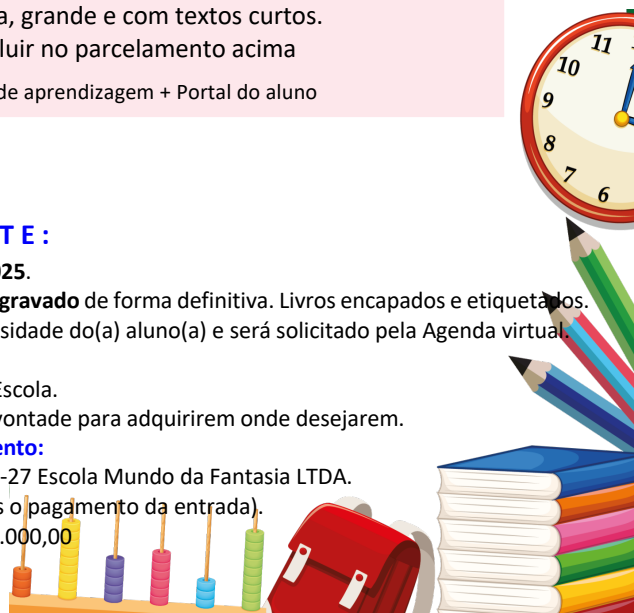 a, grande e com textos curtos.
luir no parcelamento acima
de aprendizagem + Portal do aluno
T E :
025.
gravado de forma definitiva. Livros encapados e etiquetados.
sidade do(a) aluno(a) e será solicitado pela Agenda virtual.
Escola.
vontade para adquirirem onde desejarem.
ento:
-27 Escola Mundo da Fantasia LTDA.
s o pagamento da entrada).
.000,00
11
10
9
8
7
6